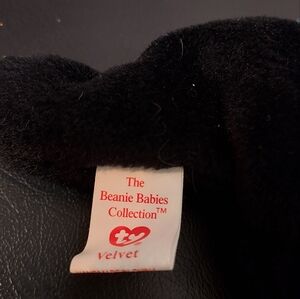 The
Beanie Babies
Collection™
ty
Velvet